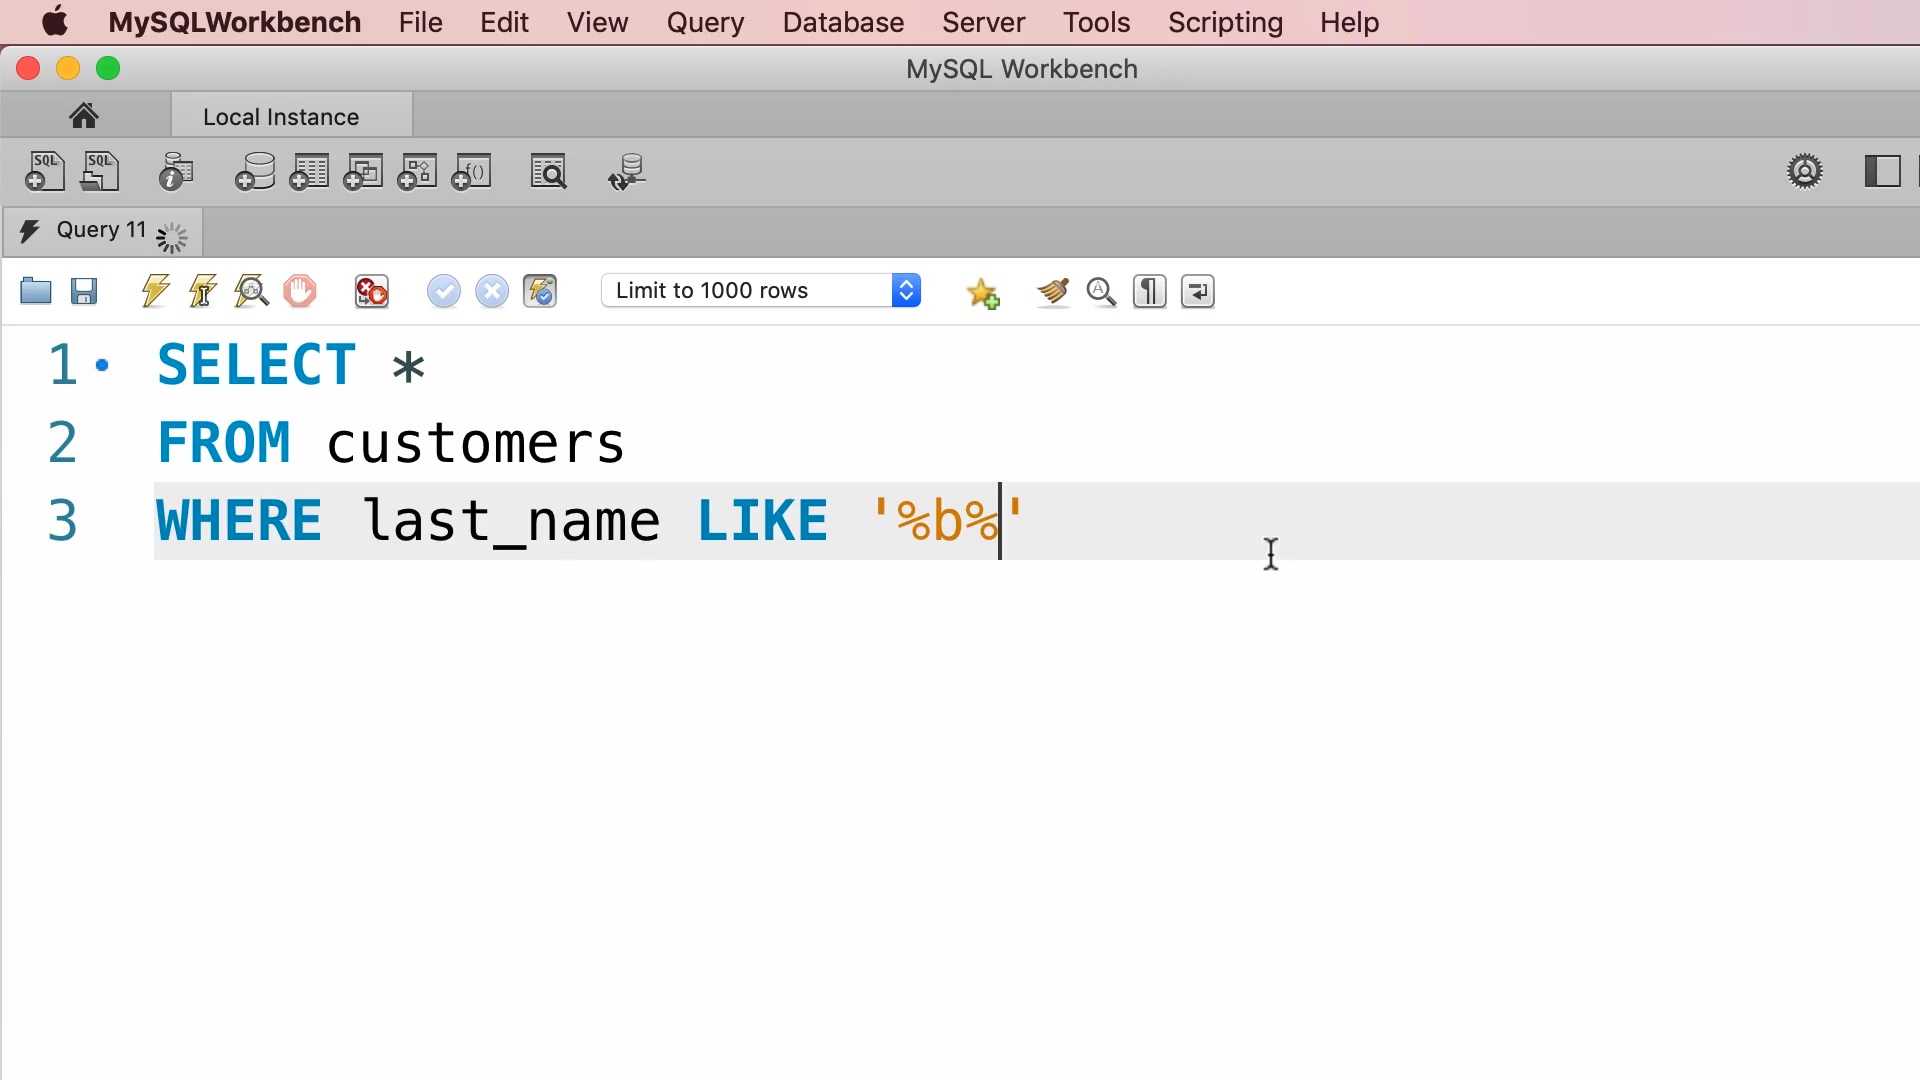 MySQLWorkbench File Edit View Query Database Server Tools Scripting Help
MySQL Workbench
Local Instance
SQL SQL i f()
Query 11
Limit to 1000 rows A ¶
1 SELECT *
2 FROM customers
3 WHERE last_name LIKE '%b%'